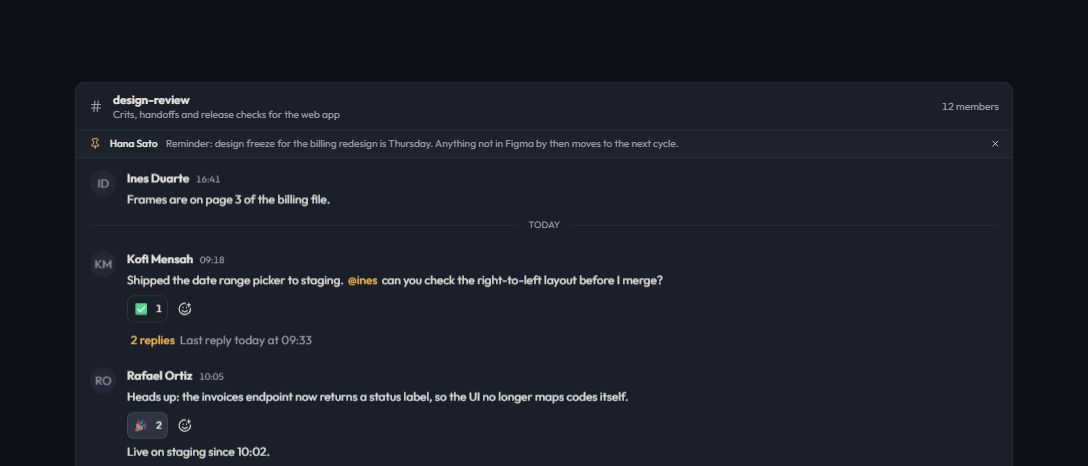 # design-review
Crits, handoffs and release checks for the web app
12 members
Hana Sato Reminder: design freeze for the billing redesign is Thursday. Anything not in Figma by then moves to the next cycle.
ID
Ines Duarte 16:41
Frames are on page 3 of the billing file.
TODAY
KM
Kofi Mensah 09:18
Shipped the date range picker to staging. @ines can you check the right-to-left layout before I merge?
✅ 1
2 replies Last reply today at 09:33
RO
Rafael Ortiz 10:05
Heads up: the invoices endpoint now returns a status label, so the UI no longer maps codes itself.
🎉 2
Live on staging since 10:02.